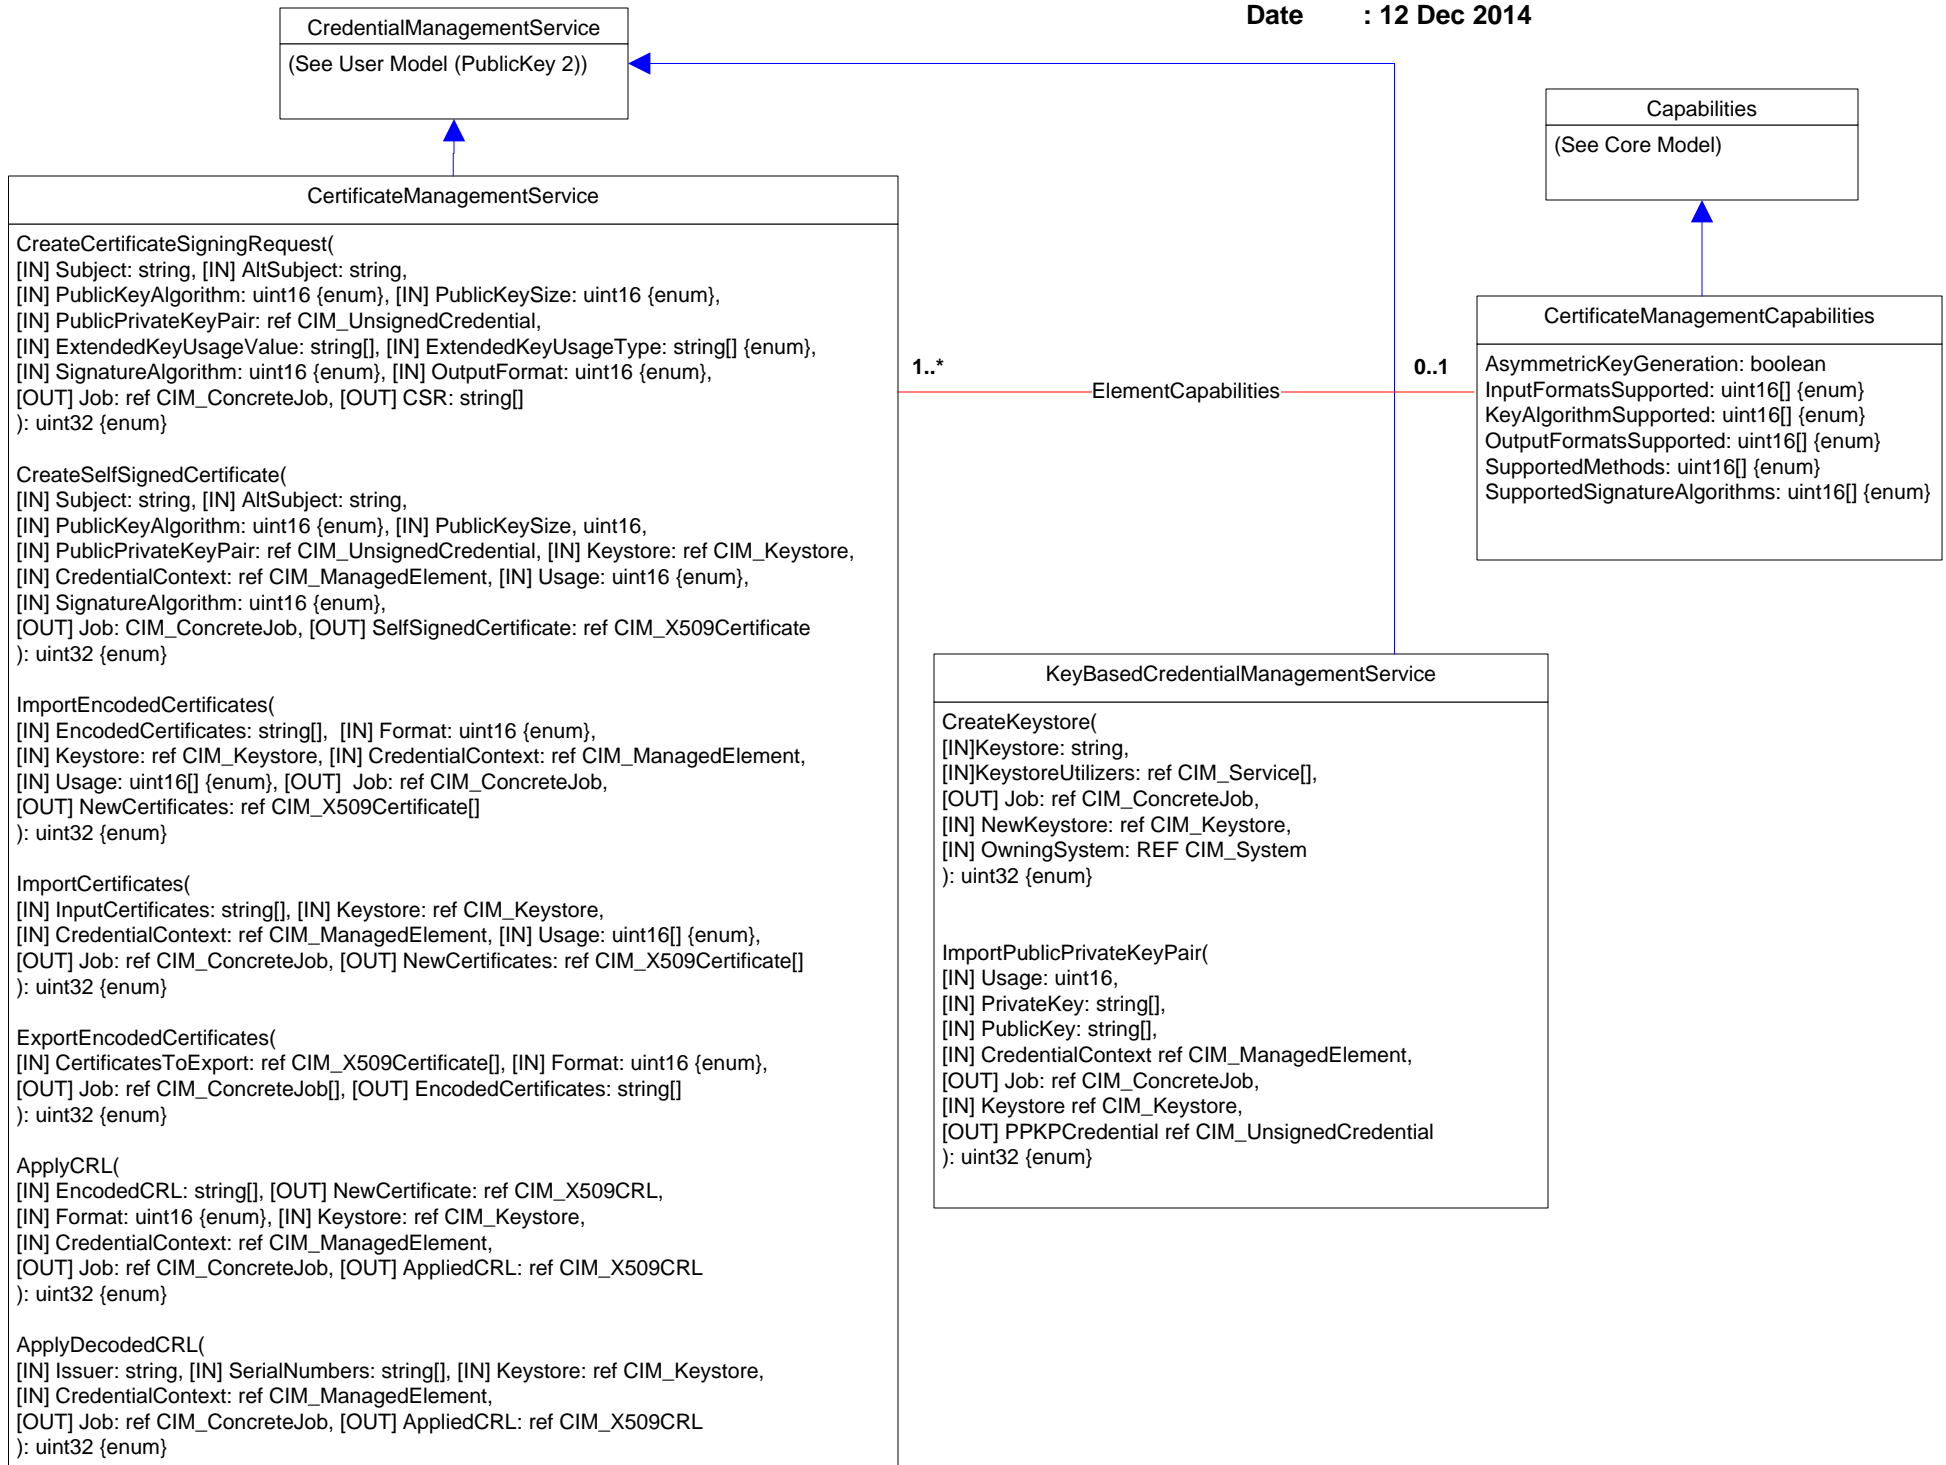 Date : 12 Dec 2014
CredentialManagementService
(See User Model (PublicKey 2))
Capabilities
(See Core Model)
CertificateManagementService
CreateCertificateSigningRequest(
[IN] Subject: string, [IN] AltSubject: string,
[IN] PublicKeyAlgorithm: uint16 {enum}, [IN] PublicKeySize: uint16 {enum},
[IN] PublicPrivateKeyPair: ref CIM_UnsignedCredential,
[IN] ExtendedKeyUsageValue: string[], [IN] ExtendedKeyUsageType: string[] {enum},
[IN] SignatureAlgorithm: uint16 {enum}, [IN] OutputFormat: uint16 {enum},
[OUT] Job: ref CIM_ConcreteJob, [OUT] CSR: string[]
): uint32 {enum}
CreateSelfSignedCertificate(
[IN] Subject: string, [IN] AltSubject: string,
[IN] PublicKeyAlgorithm: uint16 {enum}, [IN] PublicKeySize, uint16,
[IN] PublicPrivateKeyPair: ref CIM_UnsignedCredential, [IN] Keystore: ref CIM_Keystore,
[IN] CredentialContext: ref CIM_ManagedElement, [IN] Usage: uint16 {enum},
[IN] SignatureAlgorithm: uint16 {enum},
[OUT] Job: CIM_ConcreteJob, [OUT] SelfSignedCertificate: ref CIM_X509Certificate
): uint32 {enum}
ImportEncodedCertificates(
[IN] EncodedCertificates: string[], [IN] Format: uint16 {enum},
[IN] Keystore: ref CIM_Keystore, [IN] CredentialContext: ref CIM_ManagedElement,
[IN] Usage: uint16[] {enum}, [OUT] Job: ref CIM_ConcreteJob,
[OUT] NewCertificates: ref CIM_X509Certificate[]
): uint32 {enum}
ImportCertificates(
[IN] InputCertificates: string[], [IN] Keystore: ref CIM_Keystore,
[IN] CredentialContext: ref CIM_ManagedElement, [IN] Usage: uint16[] {enum},
[OUT] Job: ref CIM_ConcreteJob, [OUT] NewCertificates: ref CIM_X509Certificate[]
): uint32 {enum}
ExportEncodedCertificates(
[IN] CertificatesToExport: ref CIM_X509Certificate[], [IN] Format: uint16 {enum},
[OUT] Job: ref CIM_ConcreteJob[], [OUT] EncodedCertificates: string[]
): uint32 {enum}
ApplyCRL(
[IN] EncodedCRL: string[], [OUT] NewCertificate: ref CIM_X509CRL,
[IN] Format: uint16 {enum}, [IN] Keystore: ref CIM_Keystore,
[IN] CredentialContext: ref CIM_ManagedElement,
[OUT] Job: ref CIM_ConcreteJob, [OUT] AppliedCRL: ref CIM_X509CRL
): uint32 {enum}
ApplyDecodedCRL(
[IN] Issuer: string, [IN] SerialNumbers: string[], [IN] Keystore: ref CIM_Keystore,
[IN] CredentialContext: ref CIM_ManagedElement,
[OUT] Job: ref CIM_ConcreteJob, [OUT] AppliedCRL: ref CIM_X509CRL
): uint32 {enum}
1..*
ElementCapabilities
0..1
CertificateManagementCapabilities
AsymmetricKeyGeneration: boolean
InputFormatsSupported: uint16[] {enum}
KeyAlgorithmSupported: uint16[] {enum}
OutputFormatsSupported: uint16[] {enum}
SupportedMethods: uint16[] {enum}
SupportedSignatureAlgorithms: uint16[] {enum}
KeyBasedCredentialManagementService
CreateKeystore(
[IN]Keystore: string,
[IN]KeystoreUtilizers: ref CIM_Service[],
[OUT] Job: ref CIM_ConcreteJob,
[IN] NewKeystore: ref CIM_Keystore,
[IN] OwningSystem: REF CIM_System
): uint32 {enum}
ImportPublicPrivateKeyPair(
[IN] Usage: uint16,
[IN] PrivateKey: string[],
[IN] PublicKey: string[],
[IN] CredentialContext ref CIM_ManagedElement,
[OUT] Job: ref CIM_ConcreteJob,
[IN] Keystore ref CIM_Keystore,
[OUT] PPKPCredential ref CIM_UnsignedCredential
): uint32 {enum}